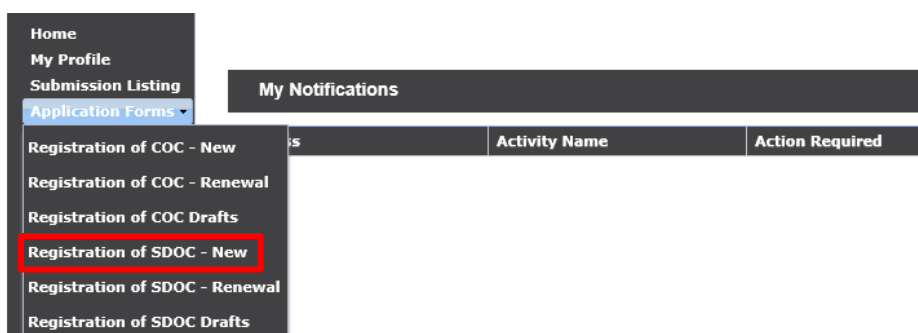 Home
My Profile
Submission Listing
Application Forms
My Notifications
ss Activity Name Action Required
Registration of COC - New
Registration of COC - Renewal
Registration of COC Drafts
Registration of SDOC - New
Registration of SDOC - Renewal
Registration of SDOC Drafts